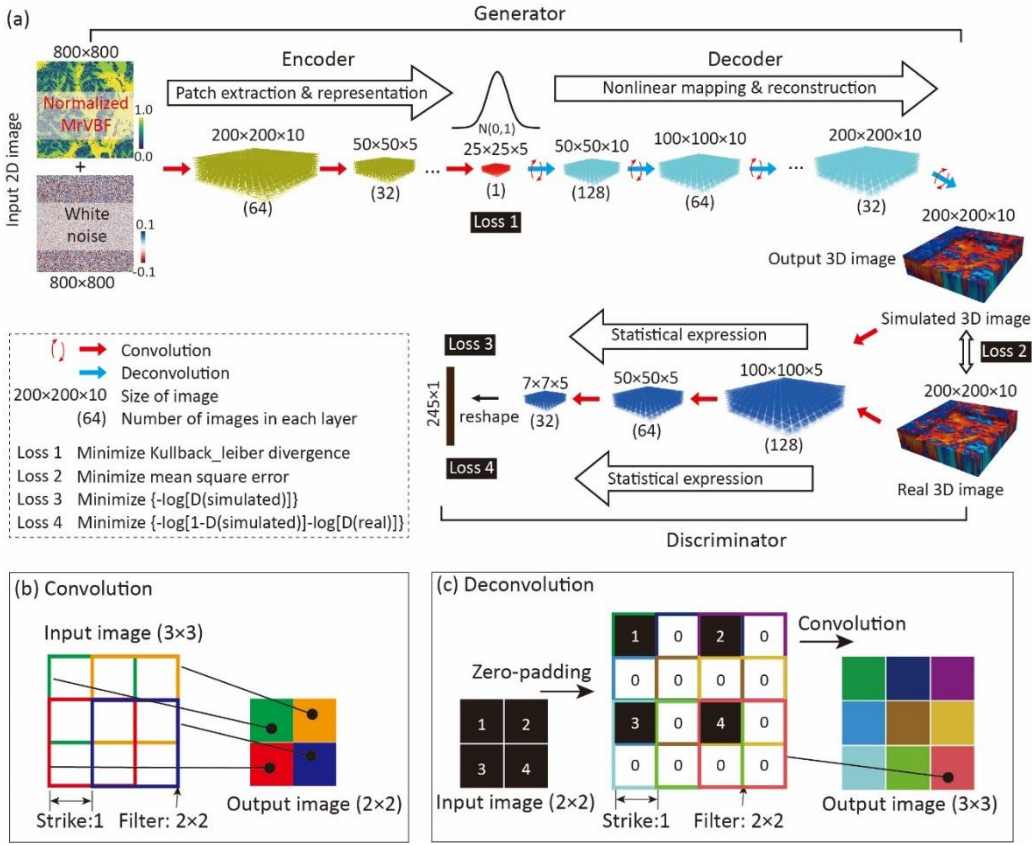 (a)
Generator
800×800
Encoder
Decoder
Input 2D image
Normalized
MrVBF
1.0
0.0
Patch extraction & representation
N(0,1)
Nonlinear mapping & reconstruction
200×200×10
50×50×5
25×25×5
50×50×10
100×100×10
200×200×10
+
...
...
(64)
(32)
(1)
(128)
(64)
(32)
White
noise
0.1
-0.1
800×800
Loss 1
200×200×10
Output 3D image
Simulated 3D image
Statistical expression
Loss 3
Loss 2
Convolution
Deconvolution
200×200×10 Size of image
(64) Number of images in each layer
Loss 1 Minimize Kullback_leiber divergence
Loss 2 Minimize mean square error
Loss 3 Minimize {-log[D(simulated)]}
Loss 4 Minimize {-log[1-D(simulated)]-log[D(real)]}
245×1
reshape
7×7×5
50×50×5
100×100×5
200×200×10
(32)
(64)
(128)
Loss 4
Statistical expression
Real 3D image
Discriminator
(b) Convolution
Input image (3×3)
Output image (2×2)
Strike:1
Filter: 2×2
(c) Deconvolution
Zero-padding
Convolution
1 2
3 4
Input image (2×2)
1 0 2 0
0 0 0 0
3 0 4 0
0 0 0 0
Strike:1
Filter: 2×2
Output image (3×3)